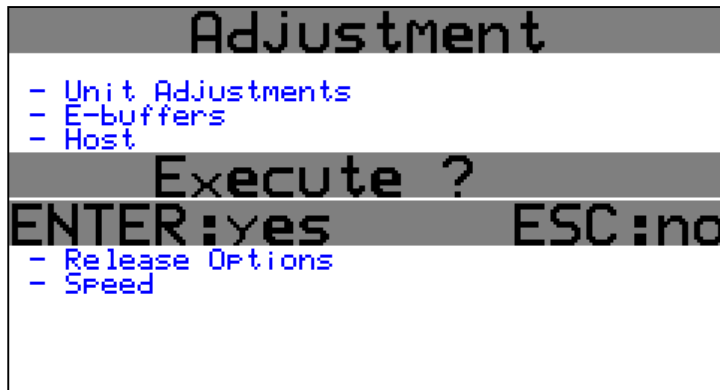 Adjustment
- Unit Adjustments
- E-buffers
- Host
Execute ?
ENTER:yes ESC:no
- Release Options
- Speed